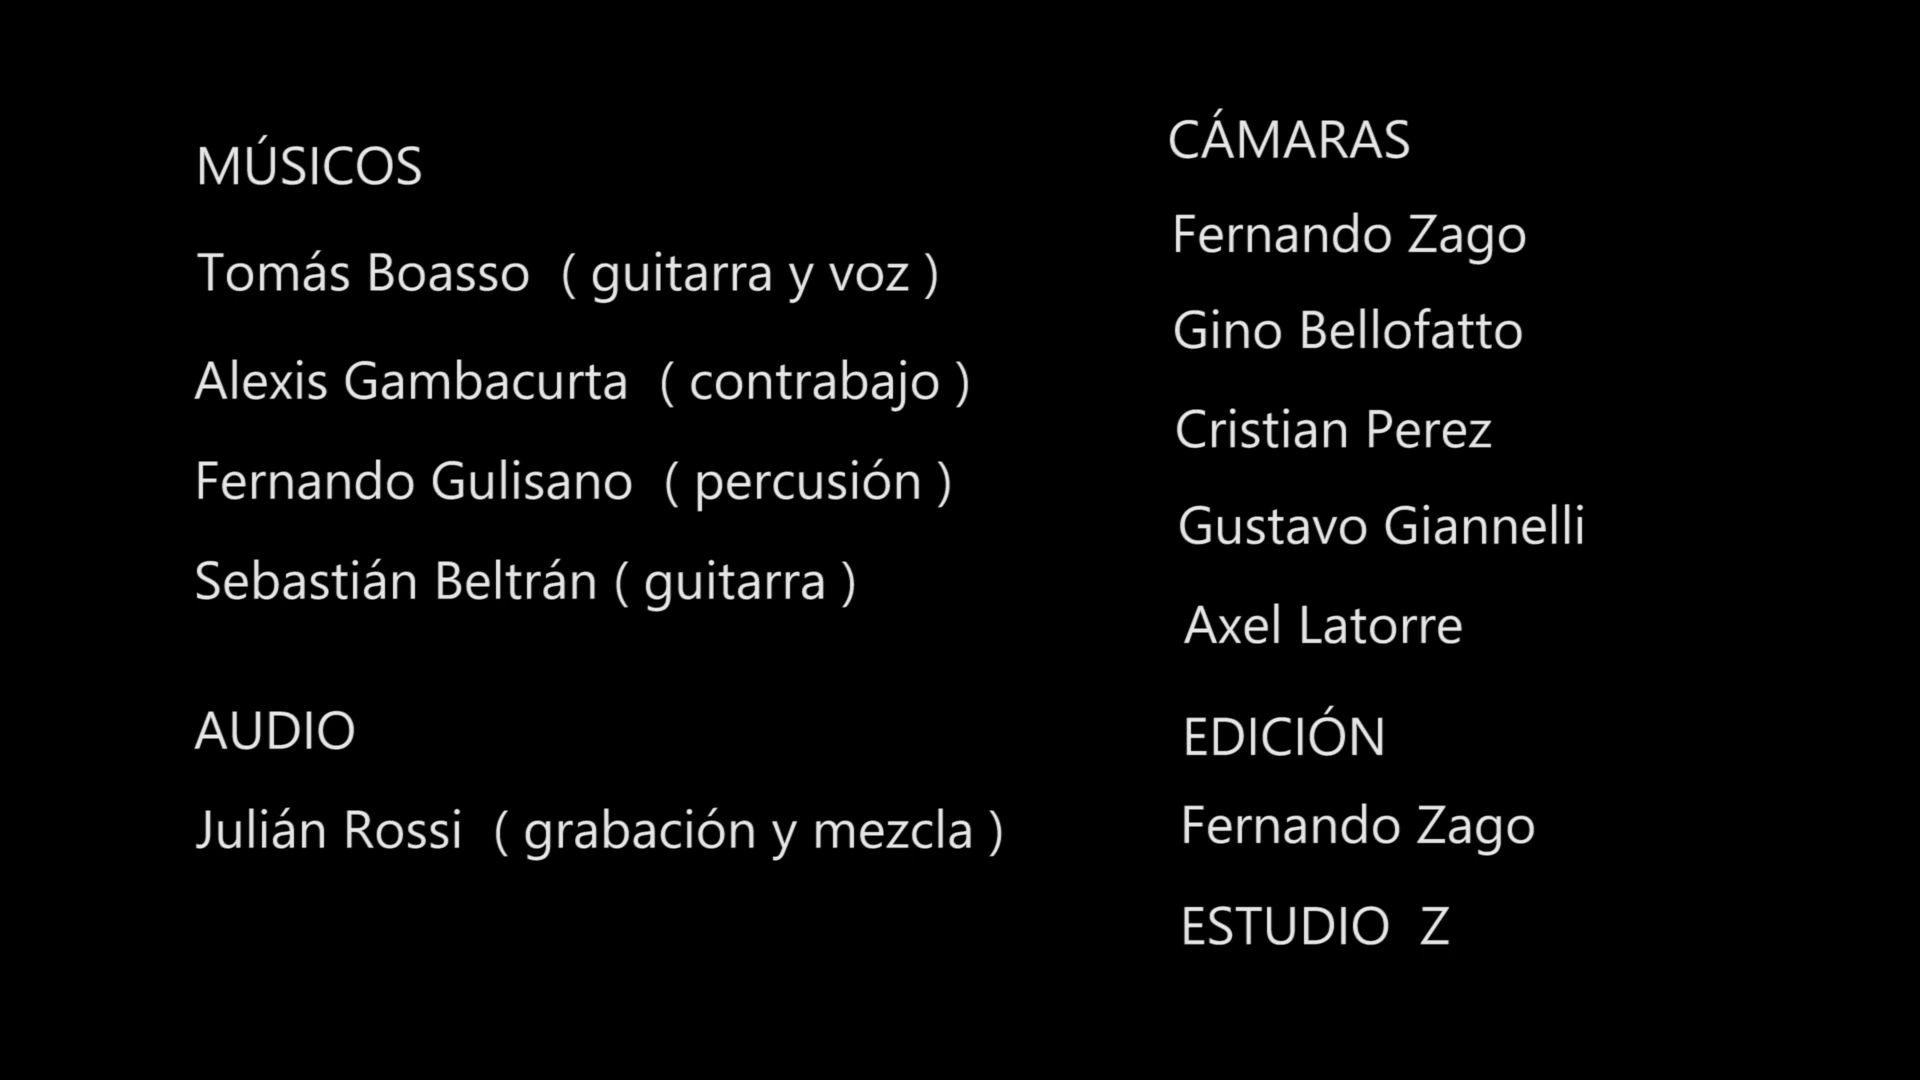 MÚSICOS
Tomás Boasso ( guitarra y voz )
Alexis Gambacurta ( contrabajo )
Fernando Gulisano ( percusión )
Sebastián Beltrán ( guitarra )
AUDIO
Julián Rossi ( grabación y mezcla )
CÁMARAS
Fernando Zago
Gino Bellofatto
Cristian Perez
Gustavo Giannelli
Axel Latorre
EDICIÓN
Fernando Zago
ESTUDIO Z